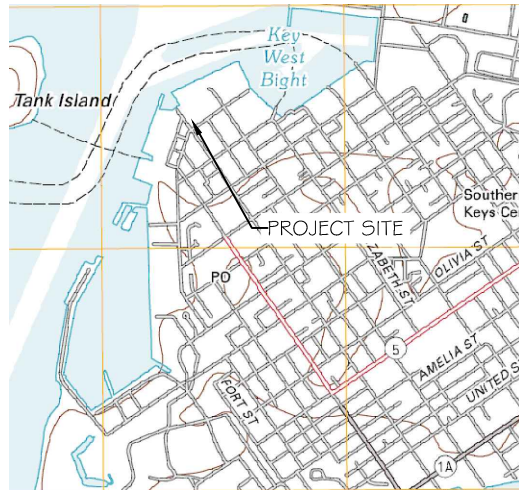 Key
West
Bight
Tank Island
PROJECT SITE
Souther
Keys Ce
ZABETH ST
OLIVIA ST
PO
5
AMELIA ST
UNITED S
FORT ST
1A